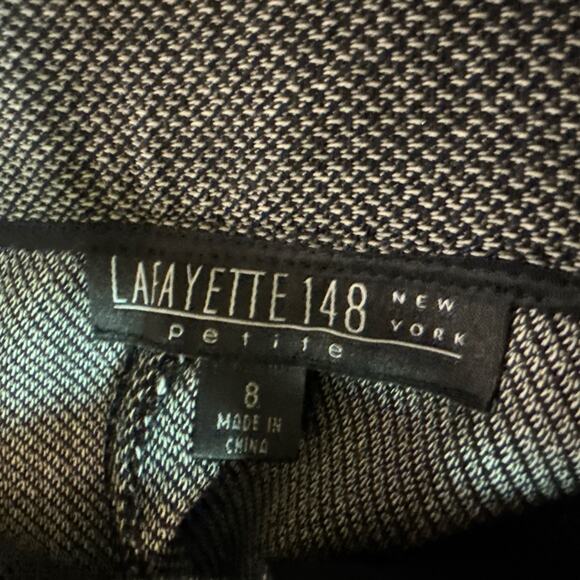 LAFAYETTE 148 NEW YORK
petite
8
MADE IN
CHINA